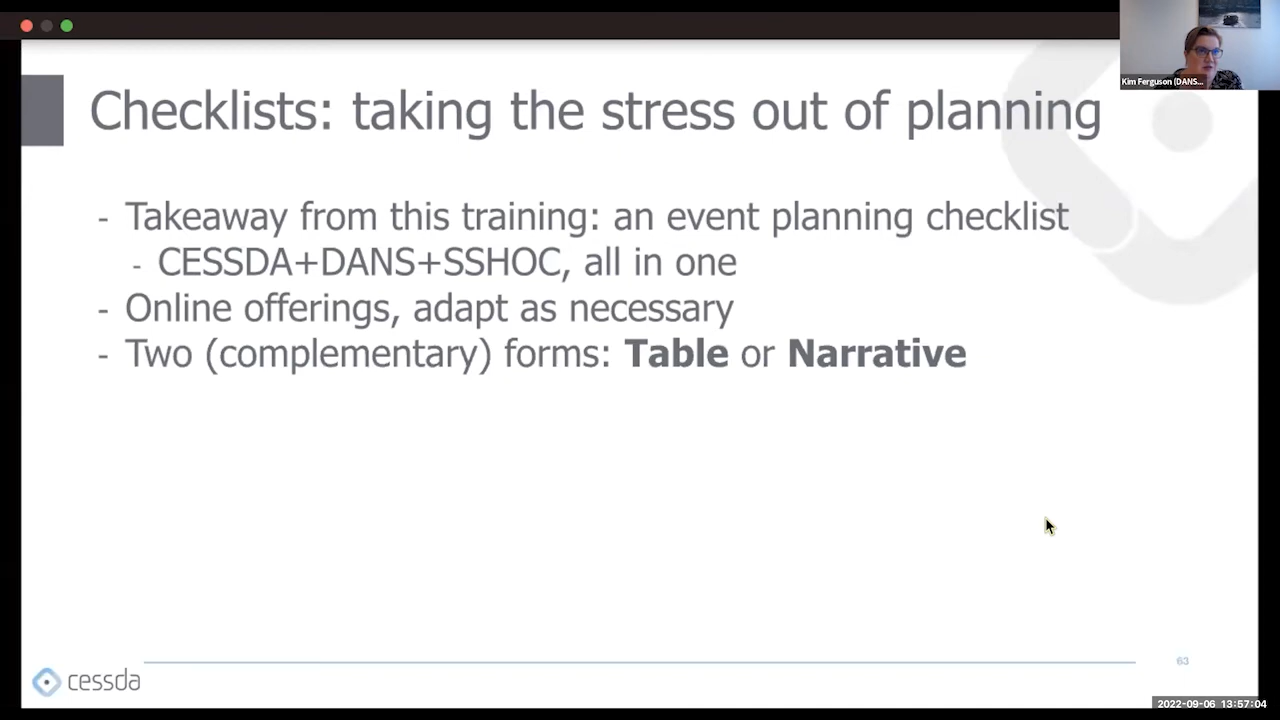 Kim Ferguson (DANS...
Checklists: taking the stress out of planning
- Takeaway from this training: an event planning checklist
- CESSDA+DANS+SSHOC, all in one
- Online offerings, adapt as necessary
- Two (complementary) forms: Table or Narrative
63
cessda
2022-09-06 13:57:04